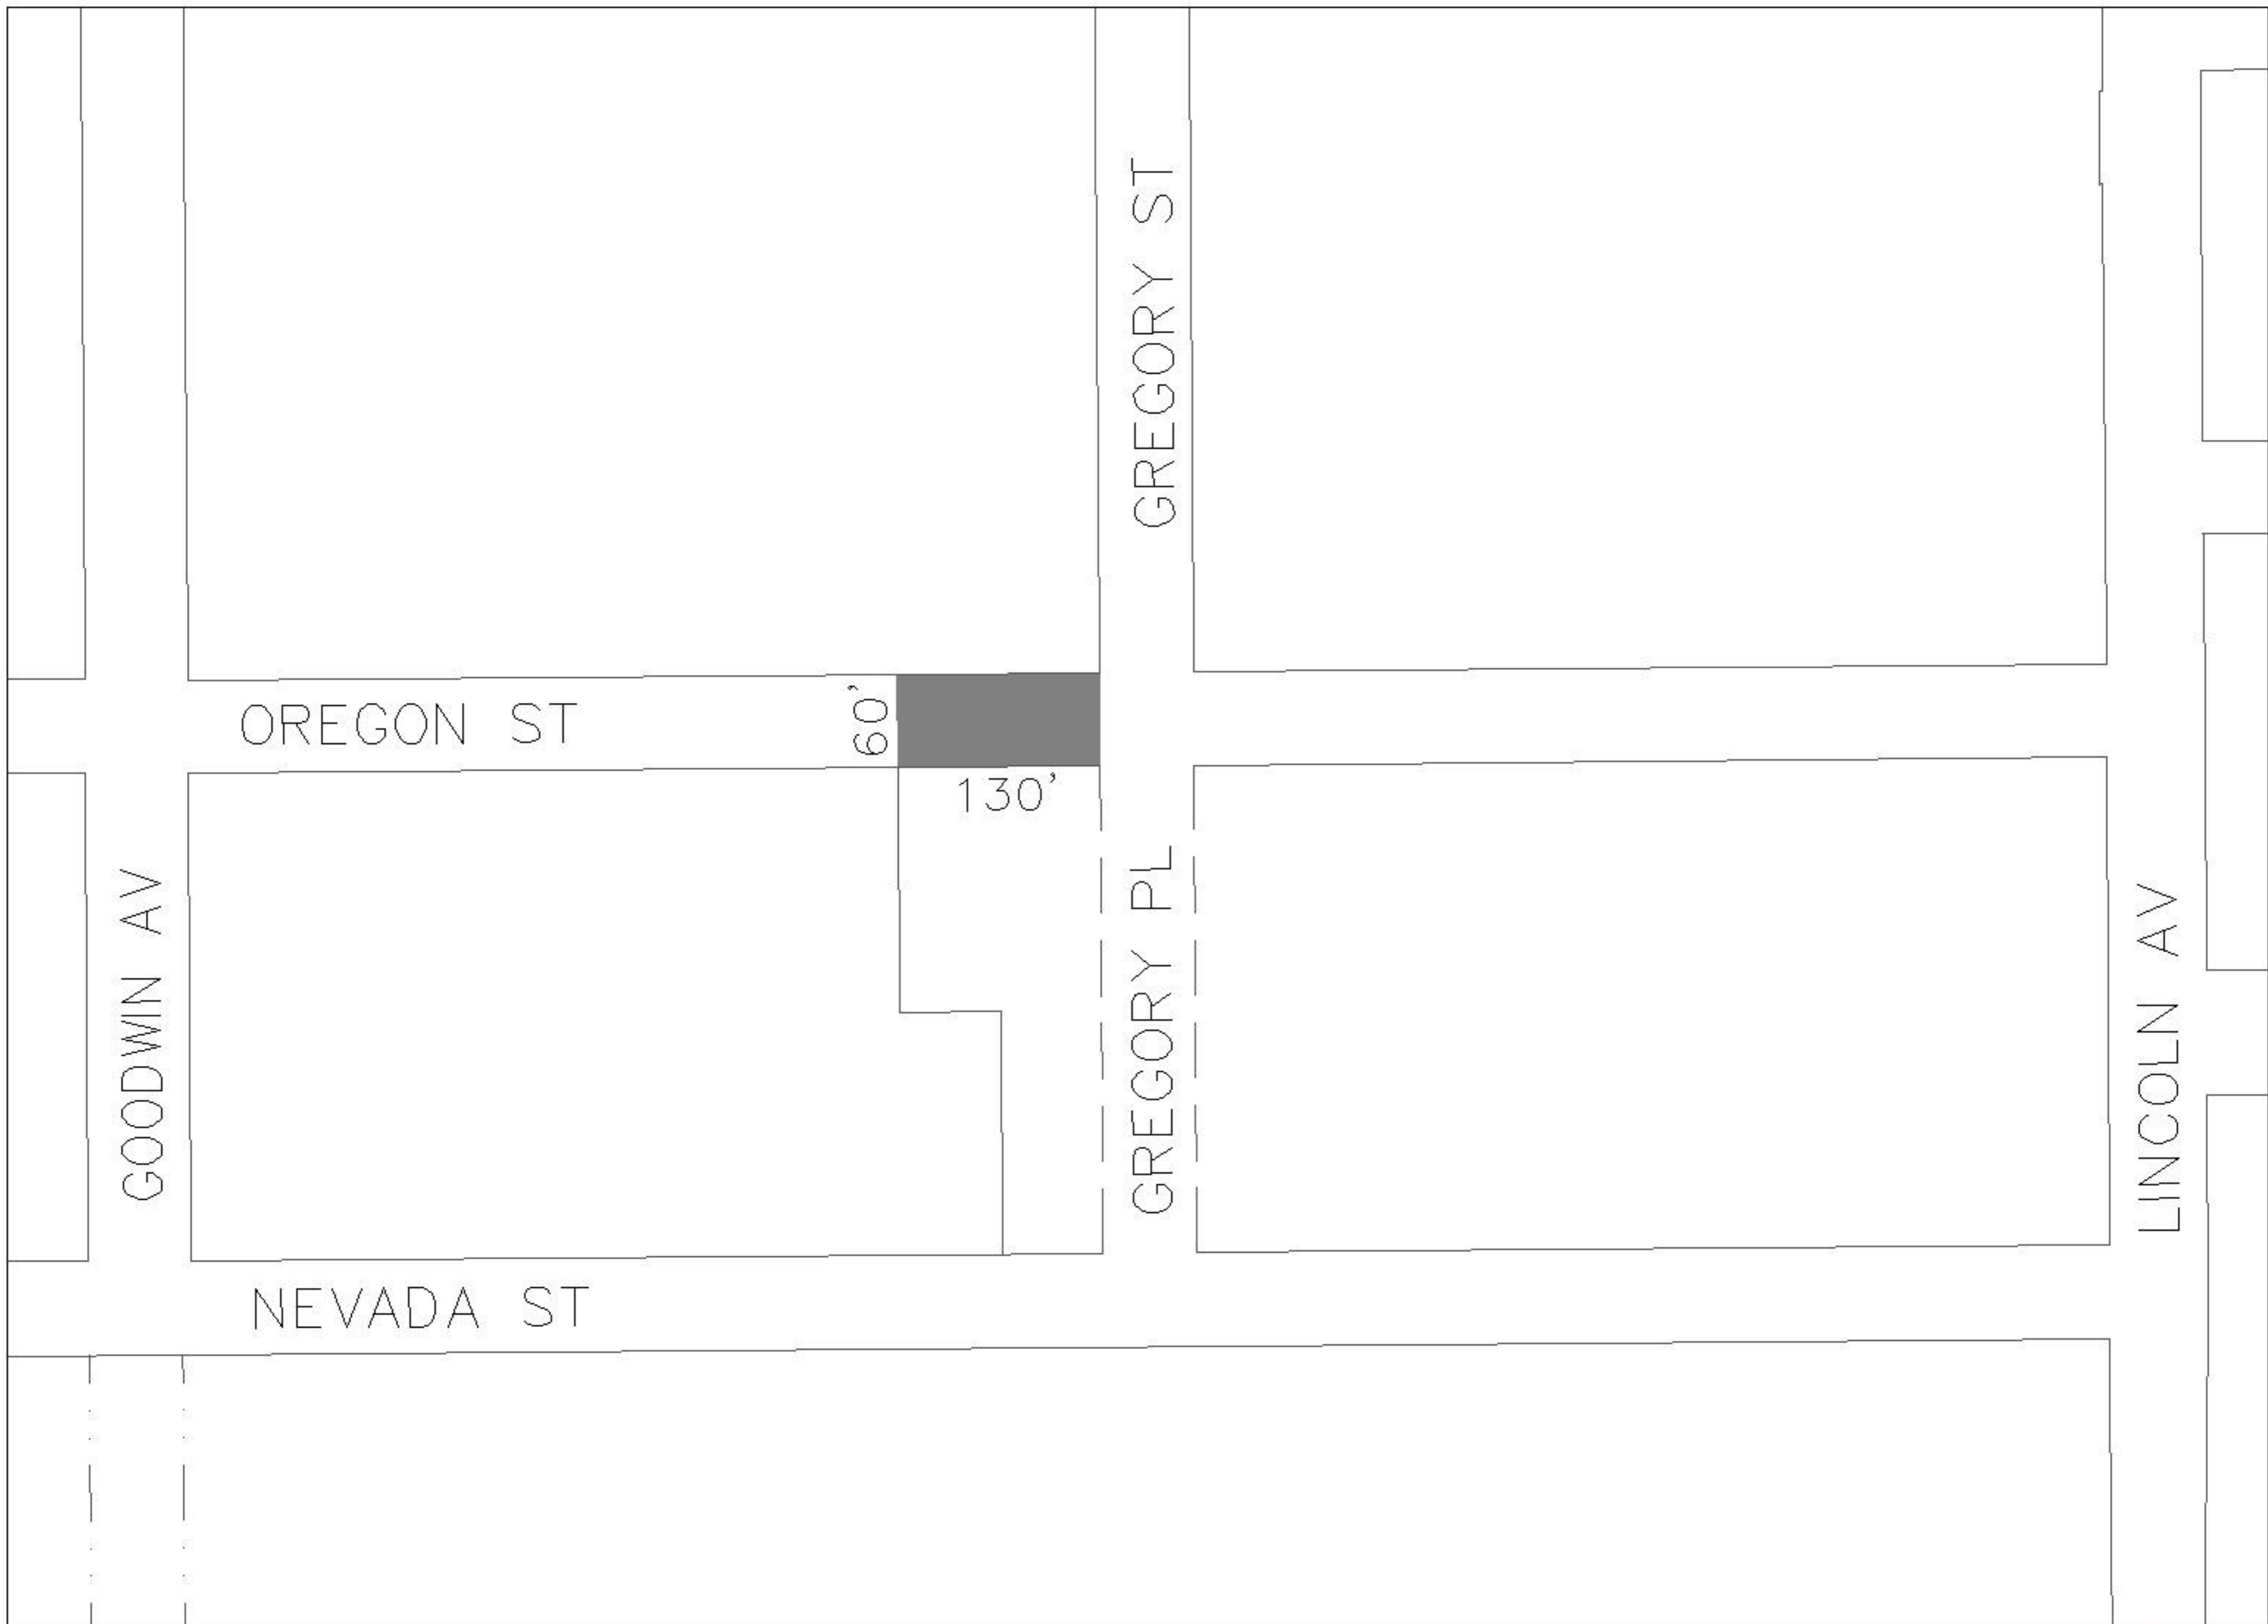 GREGORY ST
OREGON ST
60'
130'
GOODWIN AV
GREGORY PL
LINCOLN AV
NEVADA ST